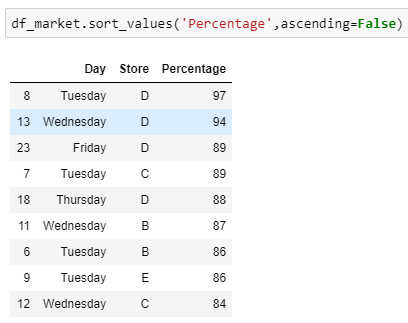 df_market.sort_values('Percentage',ascending=False)
Day Store Percentage
8 Tuesday D 97
13 Wednesday D 94
23 Friday D 89
7 Tuesday C 89
18 Thursday D 88
11 Wednesday B 87
6 Tuesday B 86
9 Tuesday E 86
12 Wednesday C 84